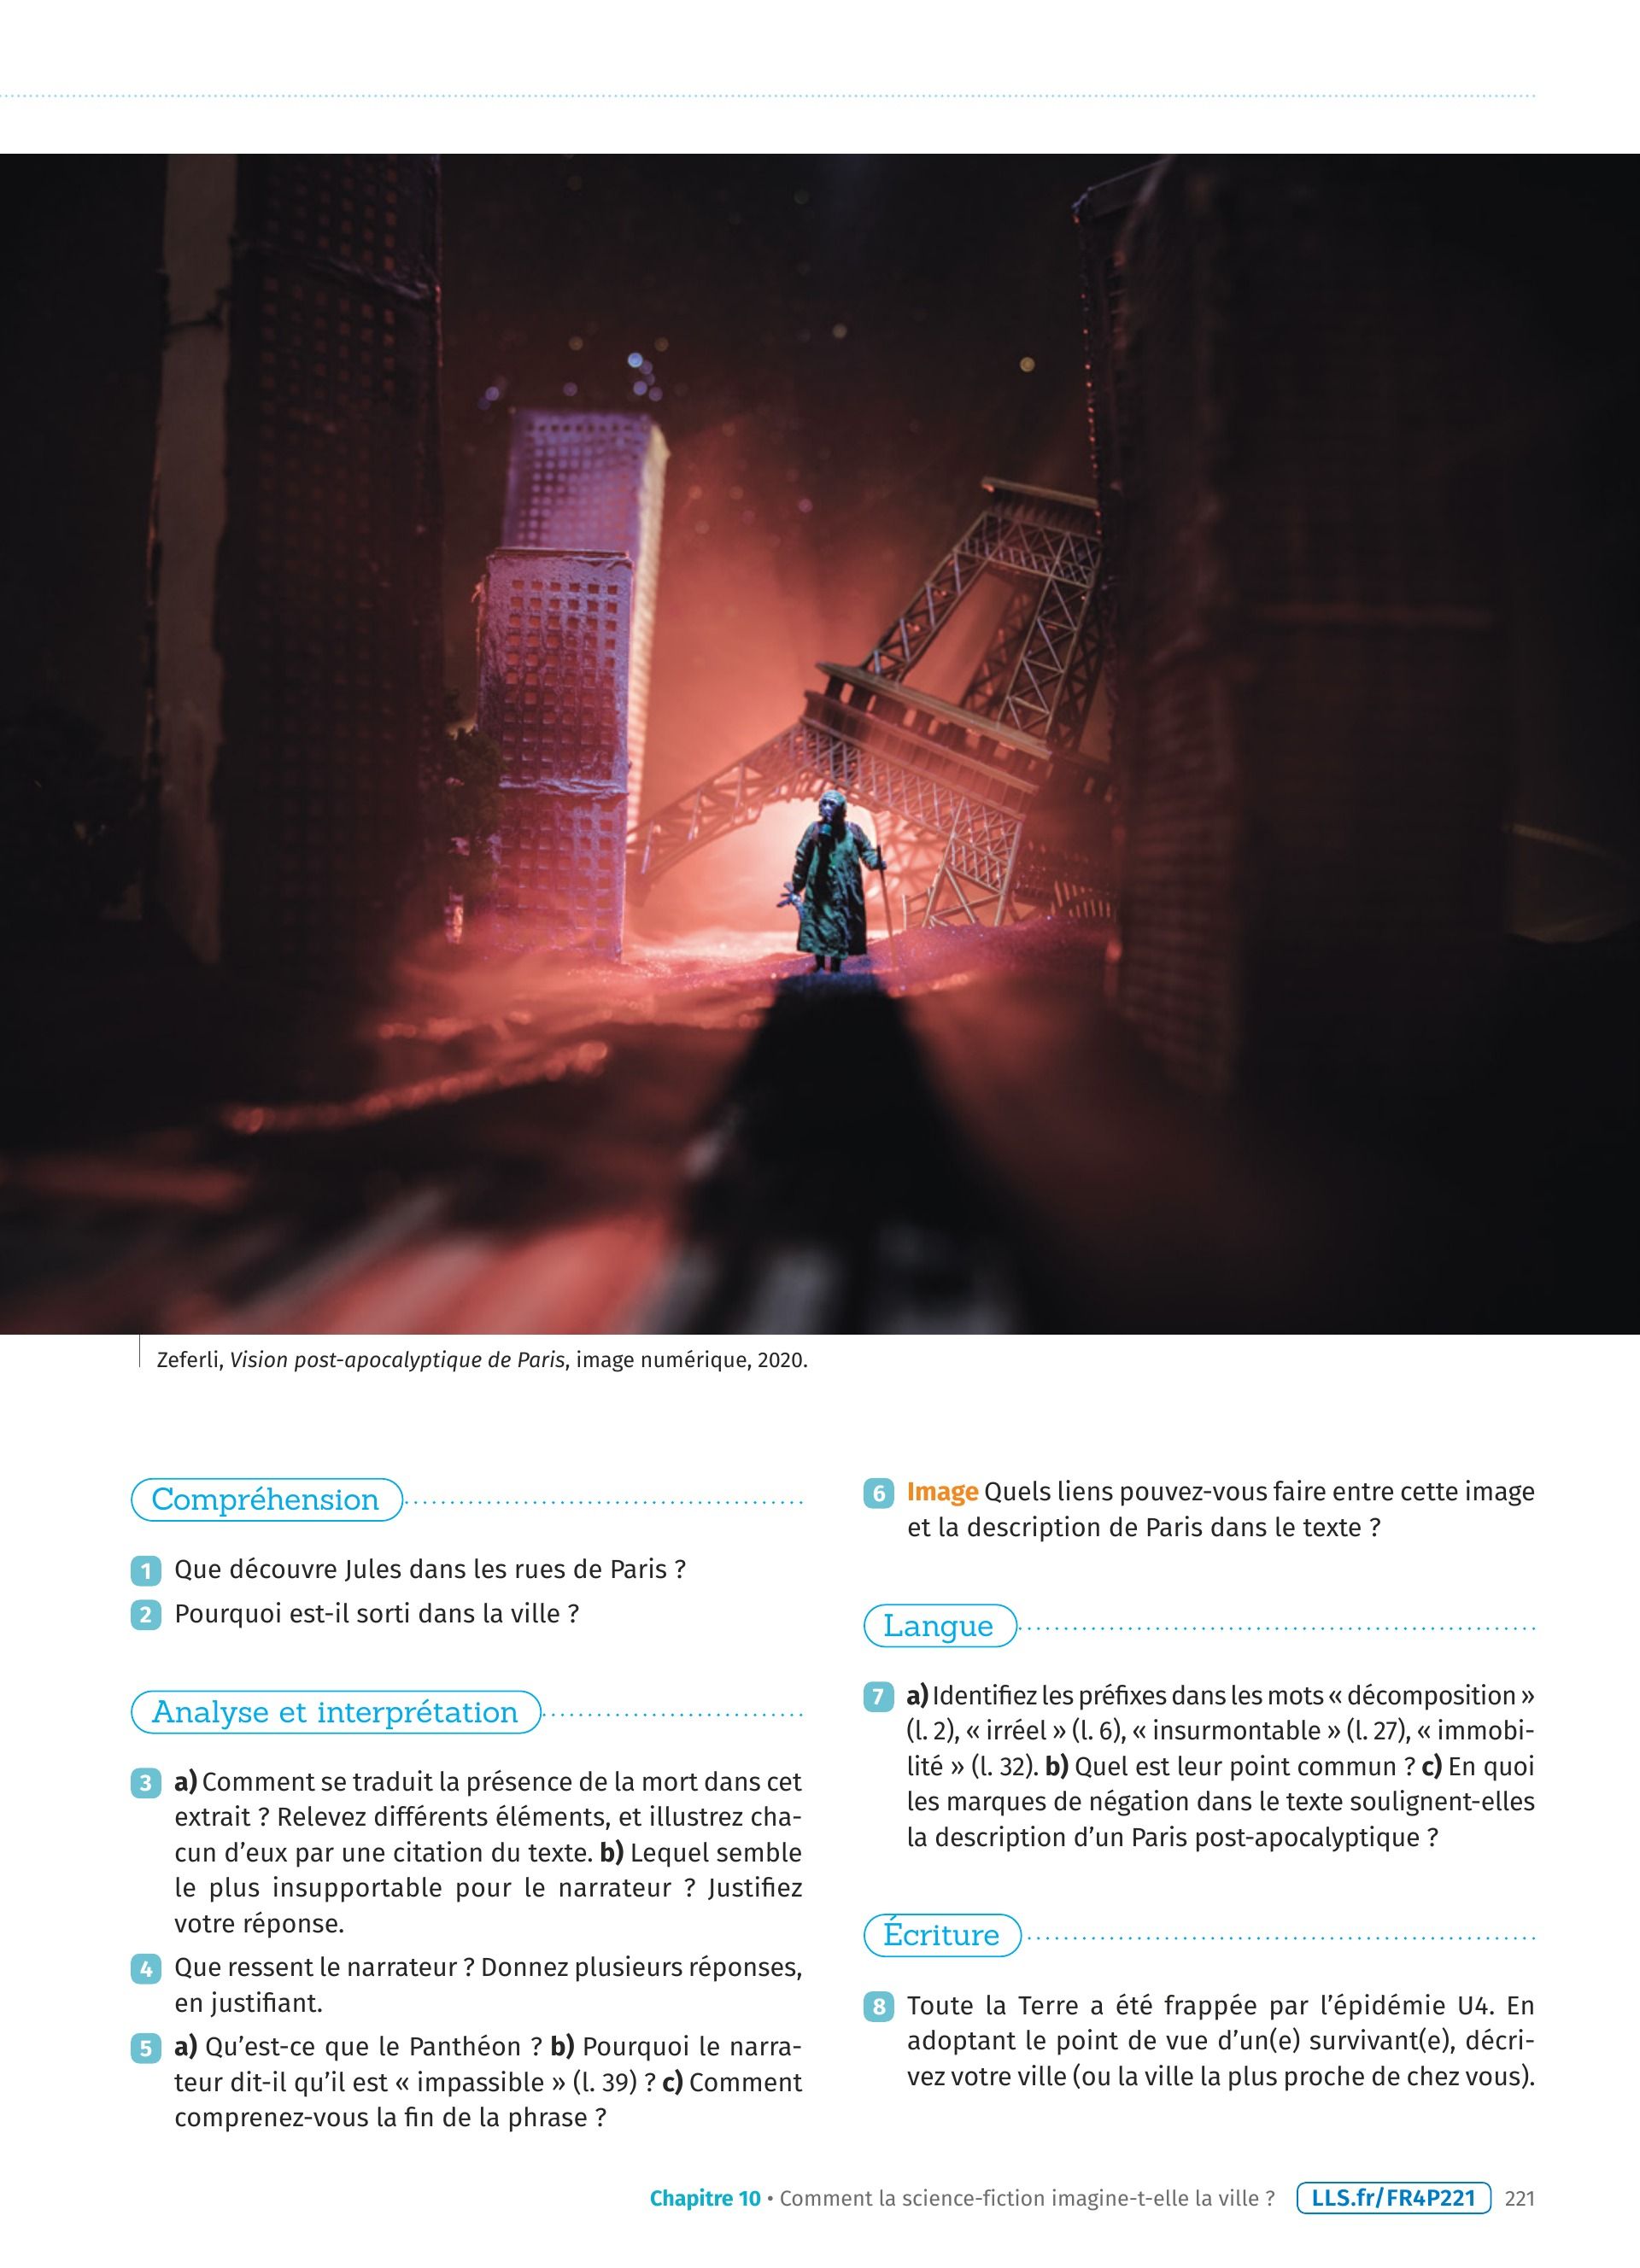 Zeferli, Vision post-apocalyptique de Paris, image numérique, 2020.
Compréhension
1 Que découvre Jules dans les rues de Paris ?
2 Pourquoi est-il sorti dans la ville ?
Analyse et interprétation
3 a) Comment se traduit la présence de la mort dans cet
extrait ? Relevez différents éléments, et illustrez cha-
cun d’eux par une citation du texte. b) Lequel semble
le plus insupportable pour le narrateur ? Justifiez
votre réponse.
4 Que ressent le narrateur ? Donnez plusieurs réponses,
en justifiant.
5 a) Qu’est-ce que le Panthéon ? b) Pourquoi le narra-
teur dit-il qu’il est « impassible » (l. 39) ? c) Comment
comprenez-vous la fin de la phrase ?
6 Image Quels liens pouvez-vous faire entre cette image
et la description de Paris dans le texte ?
Langue
7 a) Identifiez les préfixes dans les mots « décomposition »
(l. 2), « irréel » (l. 6), « insurmontable » (l. 27), « immobi-
lité » (l. 32). b) Quel est leur point commun ? c) En quoi
les marques de négation dans le texte soulignent-elles
la description d’un Paris post-apocalyptique ?
Écriture
8 Toute la Terre a été frappée par l’épidémie U4. En
adoptant le point de vue d’un(e) survivant(e), décri-
vez votre ville (ou la ville la plus proche de chez vous).
Chapitre 10 • Comment la science-fiction imagine-t-elle la ville ? LLS.fr/FR4P221 221